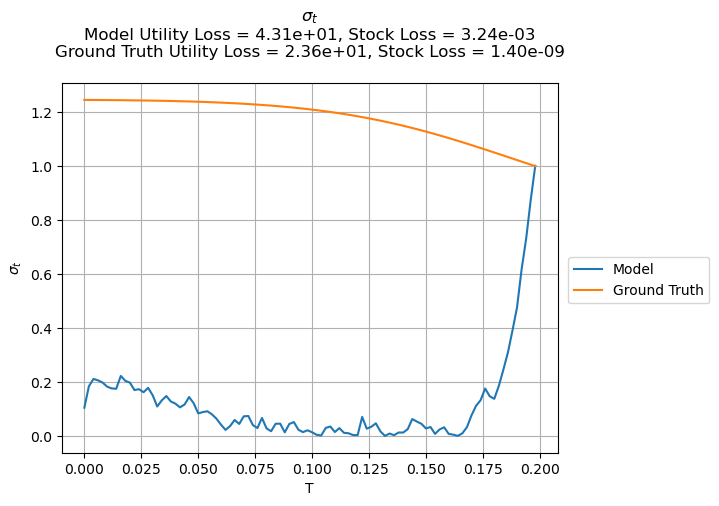 σt
Model Utility Loss = 4.31e+01, Stock Loss = 3.24e-03
Ground Truth Utility Loss = 2.36e+01, Stock Loss = 1.40e-09
1.2
1.0
0.8
0.6
0.4
0.2
0.0
σt
0.000 0.025 0.050 0.075 0.100 0.125 0.150 0.175 0.200
T
Model
Ground Truth